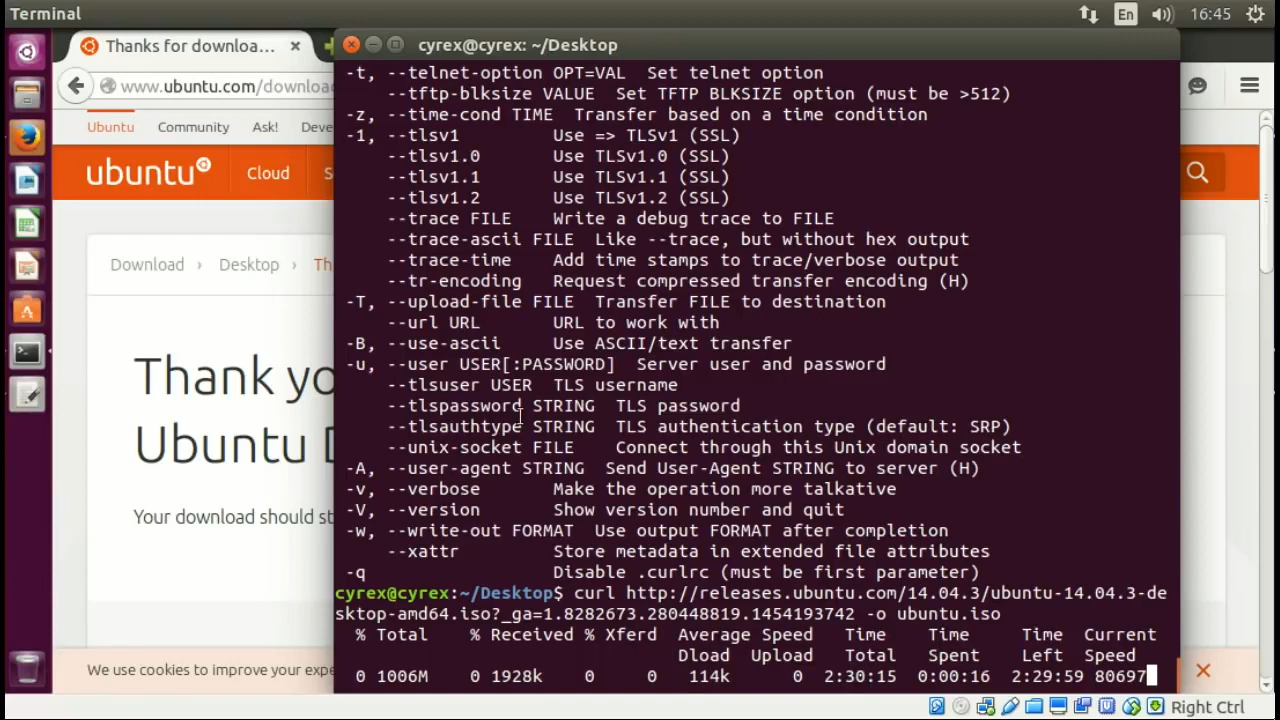 Terminal
En
16:45
Thanks for downloa...
cyrex@cyrex: ~/Desktop
www.ubuntu.com/downloa
Ubuntu Community Ask! Deve
ubuntu
Cloud
S
Download › Desktop › Th
Thank yo
Ubuntu D
Your download should st
We use cookies to improve your expe
-t, --telnet-option OPT=VAL Set telnet option
--tftp-blksize VALUE Set TFTP BLKSIZE option (must be >512)
-z, --time-cond TIME Transfer based on a time condition
-1, --tlsv1 Use => TLSv1 (SSL)
--tlsv1.0 Use TLSv1.0 (SSL)
--tlsv1.1 Use TLSv1.1 (SSL)
--tlsv1.2 Use TLSv1.2 (SSL)
--trace FILE Write a debug trace to FILE
--trace-ascii FILE Like --trace, but without hex output
--trace-time Add time stamps to trace/verbose output
--tr-encoding Request compressed transfer encoding (H)
-T, --upload-file FILE Transfer FILE to destination
--url URL URL to work with
-B, --use-ascii Use ASCII/text transfer
-u, --user USER[:PASSWORD] Server user and password
--tlsuser USER TLS username
--tlspassword STRING TLS password
--tlsauthtype STRING TLS authentication type (default: SRP)
--unix-socket FILE Connect through this Unix domain socket
-A, --user-agent STRING Send User-Agent STRING to server (H)
-v, --verbose Make the operation more talkative
-V, --version Show version number and quit
-w, --write-out FORMAT Use output FORMAT after completion
--xattr Store metadata in extended file attributes
-q Disable .curlrc (must be first parameter)
cyrex@cyrex:~/Desktop$ curl http://releases.ubuntu.com/14.04.3/ubuntu-14.04.3-de
sktop-amd64.iso?_ga=1.8282673.280448819.1454193742 -o ubuntu.iso
% Total % Received % Xferd Average Speed Time Time Time Current
Dload Upload Total Spent Left Speed
0 1006M 0 1928k 0 0 114k 0 2:30:15 0:00:16 2:29:59 80697
Right Ctrl